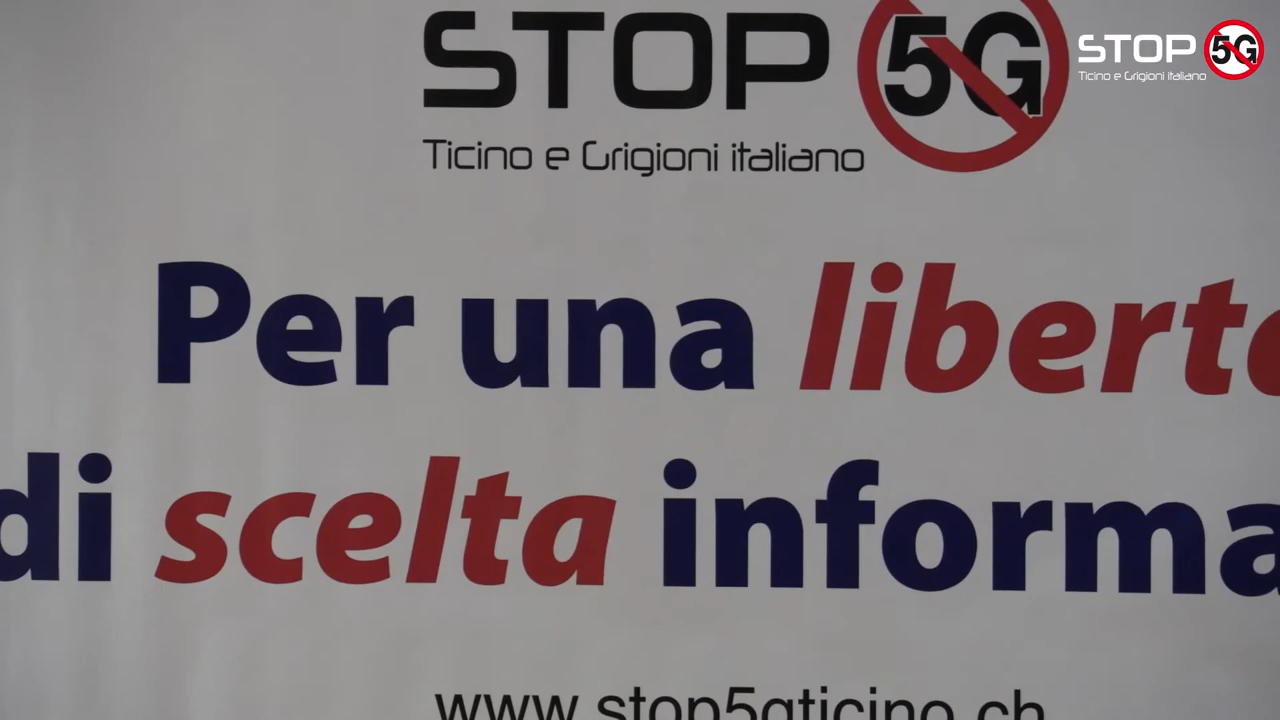 STOP 5G
Ticino e Grigioni italiano
STOP 5G
Ticino e Grigioni italiano
Per una
di scelta
www.stop5gticino.ch